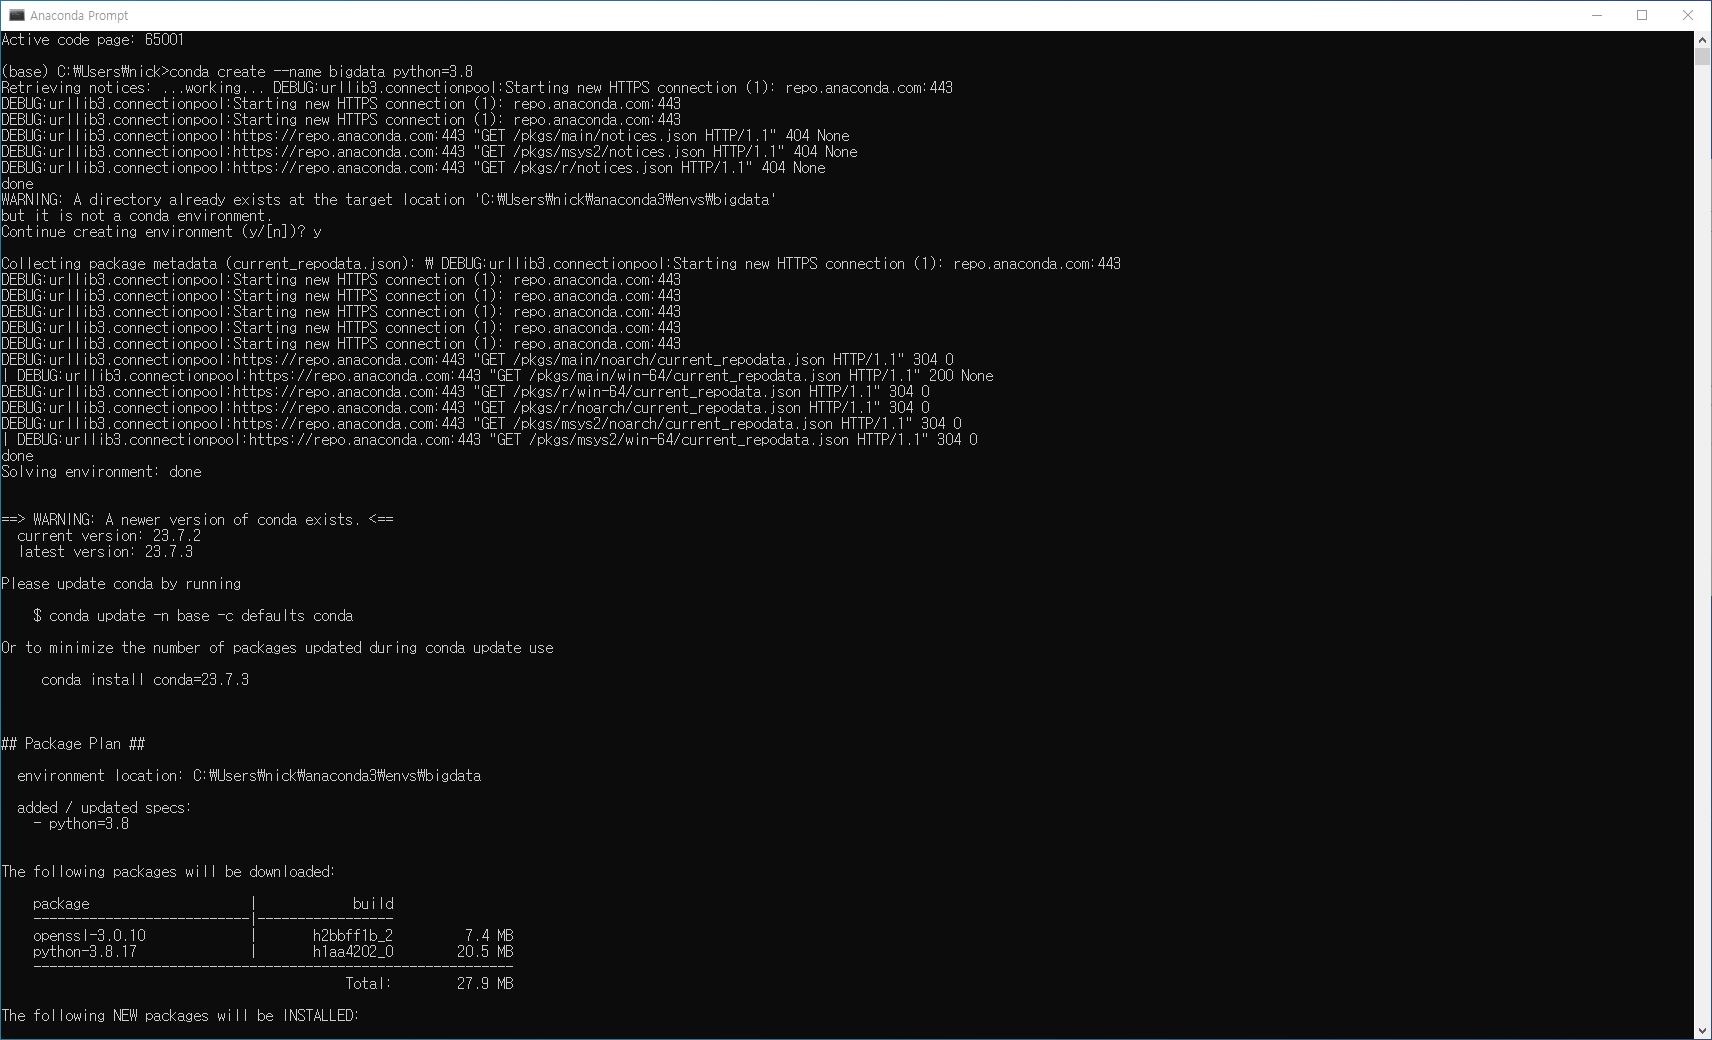 Anaconda Prompt
Active code page: 65001
(base) C:₩Users₩nick>conda create --name bigdata python=3.8
Retrieving notices: ...working... DEBUG:urllib3.connectionpool:Starting new HTTPS connection (1): repo.anaconda.com:443
DEBUG:urllib3.connectionpool:Starting new HTTPS connection (1): repo.anaconda.com:443
DEBUG:urllib3.connectionpool:Starting new HTTPS connection (1): repo.anaconda.com:443
DEBUG:urllib3.connectionpool:https://repo.anaconda.com:443 "GET /pkgs/main/notices.json HTTP/1.1" 404 None
DEBUG:urllib3.connectionpool:https://repo.anaconda.com:443 "GET /pkgs/msys2/notices.json HTTP/1.1" 404 None
DEBUG:urllib3.connectionpool:https://repo.anaconda.com:443 "GET /pkgs/r/notices.json HTTP/1.1" 404 None
done
WARNING: A directory already exists at the target location 'C:₩Users₩nick₩anaconda3₩envs₩bigdata'
but it is not a conda environment.
Continue creating environment (y/[n])? y
Collecting package metadata (current_repodata.json): ₩ DEBUG:urllib3.connectionpool:Starting new HTTPS connection (1): repo.anaconda.com:443
DEBUG:urllib3.connectionpool:Starting new HTTPS connection (1): repo.anaconda.com:443
DEBUG:urllib3.connectionpool:Starting new HTTPS connection (1): repo.anaconda.com:443
DEBUG:urllib3.connectionpool:Starting new HTTPS connection (1): repo.anaconda.com:443
DEBUG:urllib3.connectionpool:Starting new HTTPS connection (1): repo.anaconda.com:443
DEBUG:urllib3.connectionpool:Starting new HTTPS connection (1): repo.anaconda.com:443
DEBUG:urllib3.connectionpool:https://repo.anaconda.com:443 "GET /pkgs/main/noarch/current_repodata.json HTTP/1.1" 304 0
| DEBUG:urllib3.connectionpool:https://repo.anaconda.com:443 "GET /pkgs/main/win-64/current_repodata.json HTTP/1.1" 200 None
DEBUG:urllib3.connectionpool:https://repo.anaconda.com:443 "GET /pkgs/r/win-64/current_repodata.json HTTP/1.1" 304 0
DEBUG:urllib3.connectionpool:https://repo.anaconda.com:443 "GET /pkgs/r/noarch/current_repodata.json HTTP/1.1" 304 0
DEBUG:urllib3.connectionpool:https://repo.anaconda.com:443 "GET /pkgs/msys2/noarch/current_repodata.json HTTP/1.1" 304 0
| DEBUG:urllib3.connectionpool:https://repo.anaconda.com:443 "GET /pkgs/msys2/win-64/current_repodata.json HTTP/1.1" 304 0
done
Solving environment: done
==> WARNING: A newer version of conda exists. <==
current version: 23.7.2
latest version: 23.7.3
Please update conda by running
$ conda update -n base -c defaults conda
Or to minimize the number of packages updated during conda update use
conda install conda=23.7.3
## Package Plan ##
environment location: C:₩Users₩nick₩anaconda3₩envs₩bigdata
added / updated specs:
- python=3.8
The following packages will be downloaded:
package | build
---------------------------|-----------------
openssl-3.0.10 | h2bbff1b_2 7.4 MB
python-3.8.17 | h1aa4202_0 20.5 MB
------------------------------------------------------------
Total: 27.9 MB
The following NEW packages will be INSTALLED: